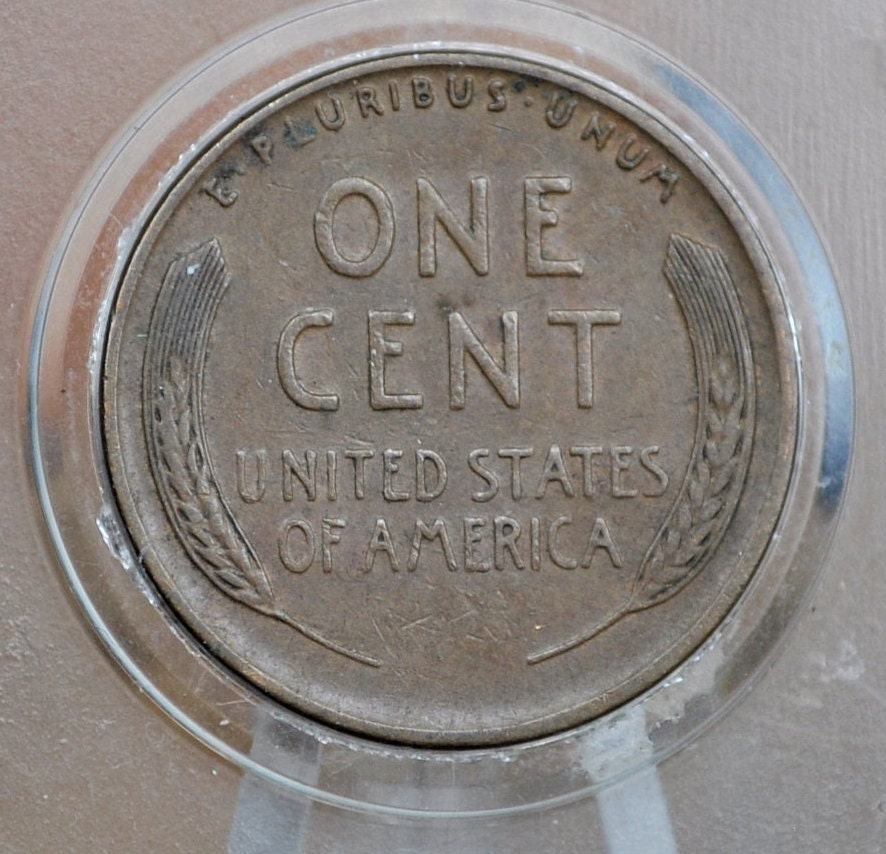 E·PLURIBUS·UNUM
ONE
CENT
UNITED STATES
OF AMERICA